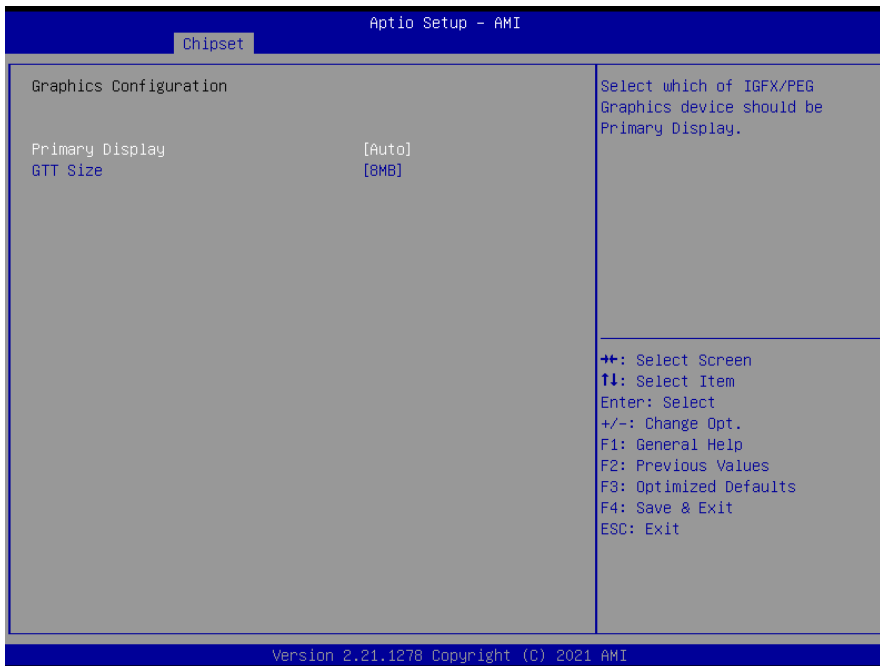 Aptio Setup – AMI
Chipset
Graphics Configuration
Primary Display [Auto]
GTT Size [8MB]
Select which of IGFX/PEG
Graphics device should be
Primary Display.
→←: Select Screen
↑↓: Select Item
Enter: Select
+/-: Change Opt.
F1: General Help
F2: Previous Values
F3: Optimized Defaults
F4: Save & Exit
ESC: Exit
Version 2.21.1278 Copyright (C) 2021 AMI